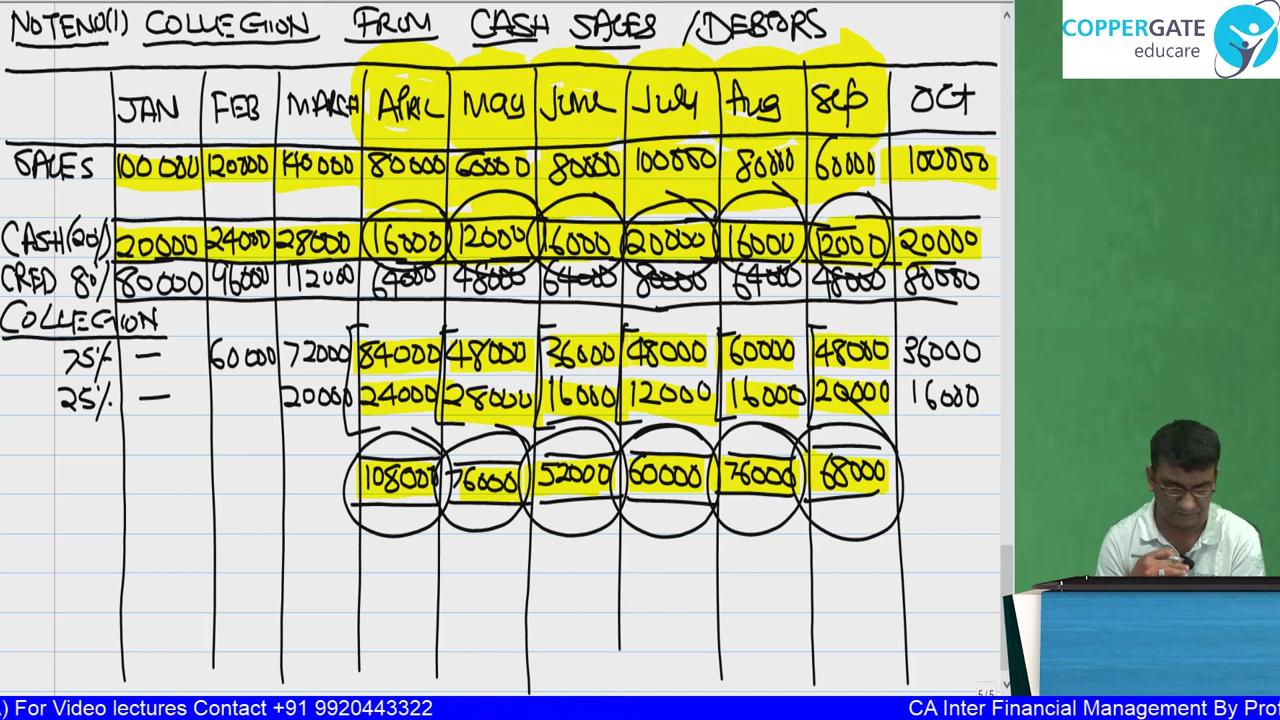 NOTENO(1) COLLECTION FROM CASH SALES / DEBTORS
COPPERGATE
educare
JAN FEB MARCH APRIL MAY JUNE JULY Aug Sep OCT
SALES 100000 120000 140000 80000 60000 80000 100000 80000 60000 100000
CASH (20%) 20000 24000 28000 16000 12000 16000 20000 16000 12000 20000
CRED 80% 80000 96000 112000 64000 48000 64000 80000 64000 48000 80000
COLLECTION
75% — 60000 72000 84000 48000 36000 48000 60000 48000 36000
25% — 20000 24000 28000 16000 12000 16000 20000 16000
108000 76000 52000 60000 76000 68000
5/5
) For Video lectures Contact +91 9920443322 CA Inter Financial Management By Prof